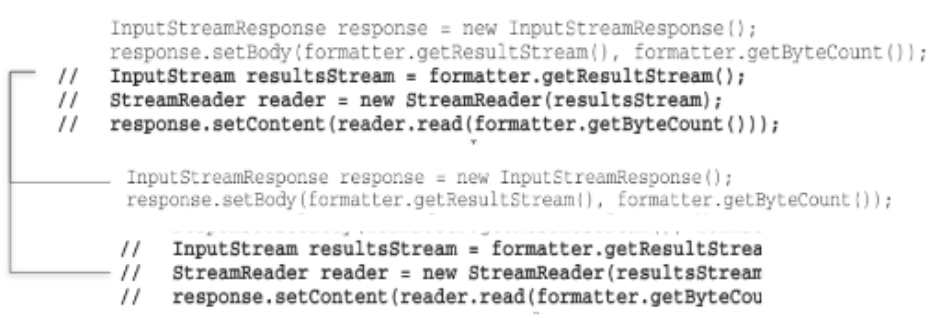 InputStreamResponse response = new InputStreamResponse();
response.setBody(formatter.getResultStream(), formatter.getByteCount());
// InputStream resultsStream = formatter.getResultStream();
// StreamReader reader = new StreamReader(resultsStream);
// response.setContent(reader.read(formatter.getByteCount()));
InputStreamResponse response = new InputStreamResponse();
response.setBody(formatter.getResultStream(), formatter.getByteCount());
// InputStream resultsStream = formatter.getResultStrea
// StreamReader reader = new StreamReader(resultsStream
// response.setContent(reader.read(formatter.getByteCou